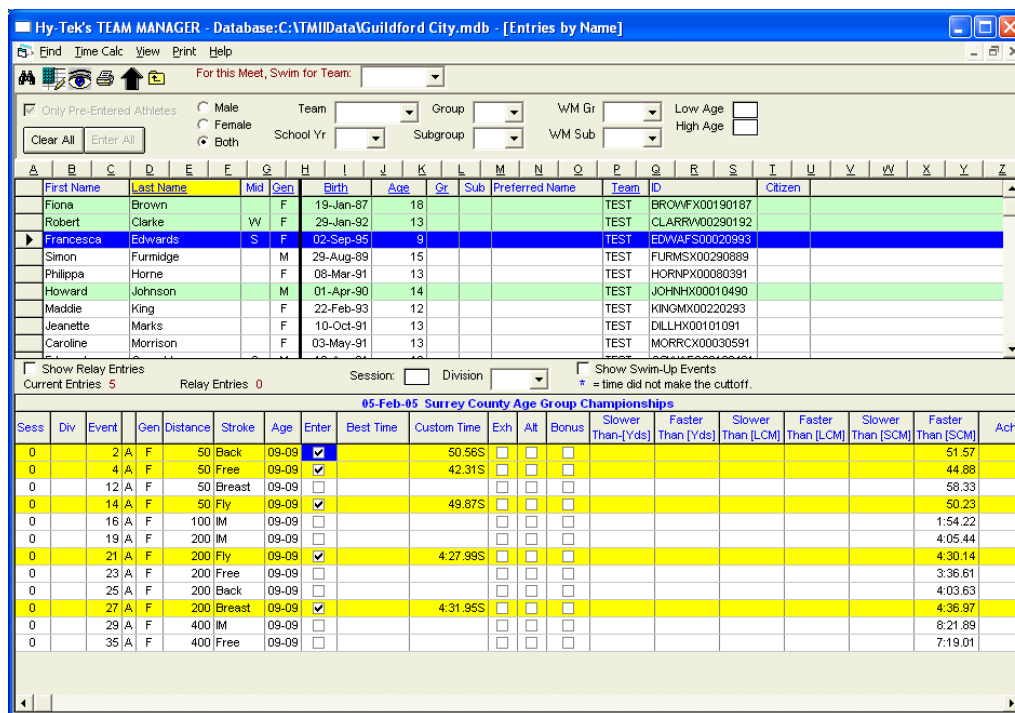 Hy-Tek's TEAM MANAGER - Database:C:\TMIIData\Guildford City.mdb - [Entries by Name]
Find Time Calc View Print Help
For this Meet, Swim for Team:
Only Pre-Entered Athletes Male Team Group WM Gr Low Age
Female High Age
Clear All Enter All Both School Yr Subgroup WM Sub
A B C D E F G H I J K L M N O P Q R S T U V W X Y Z
First Name Last Name Mid Gen Birth Age Gr. Sub Preferred Name Team ID Citizen
Fiona Brown F 19-Jan-87 18 TEST BROWFX00190187
Robert Clarke W F 29-Jan-92 13 TEST CLARRW00290192
Francesca Edwards S F 02-Sep-95 9 TEST EDWAFS00020993
Simon Furmidge M 29-Aug-89 15 TEST FURMSX00290889
Philippa Horne F 08-Mar-91 13 TEST HORNPX00080391
Howard Johnson M 01-Apr-90 14 TEST JOHNHX00010490
Maddie King F 22-Feb-93 12 TEST KINGMX00220293
Jeanette Marks F 10-Oct-91 13 TEST DILLHX00101091
Caroline Morrison F 03-May-91 13 TEST MORRCX00030591
Show Relay Entries Session: Division Show Swim-Up Events
Current Entries 5 Relay Entries 0 * = time did not make the cuttoff.
05-Feb-05 Surrey County Age Group Championships
Sess Div Event Gen Distance Stroke Age Enter Best Time Custom Time Exh Alt Bonus Slower Than-[Yds] Faster Than [Yds] Slower Than [LCM] Faster Than [LCM] Slower Than [SCM] Faster Than [SCM] Ach
0 2 A F 50 Back 09-09 50.56S 51.57
0 4 A F 50 Free 09-09 42.31S 44.88
0 12 A F 50 Breast 09-09 58.33
0 14 A F 50 Fly 09-09 49.87S 50.23
0 16 A F 100 IM 09-09 1:54.22
0 19 A F 200 IM 09-09 4:05.44
0 21 A F 200 Fly 09-09 4:27.99S 4:30.14
0 23 A F 200 Free 09-09 3:36.61
0 25 A F 200 Back 09-09 4:03.63
0 27 A F 200 Breast 09-09 4:31.95S 4:36.97
0 29 A F 400 IM 09-09 8:21.89
0 35 A F 400 Free 09-09 7:19.01